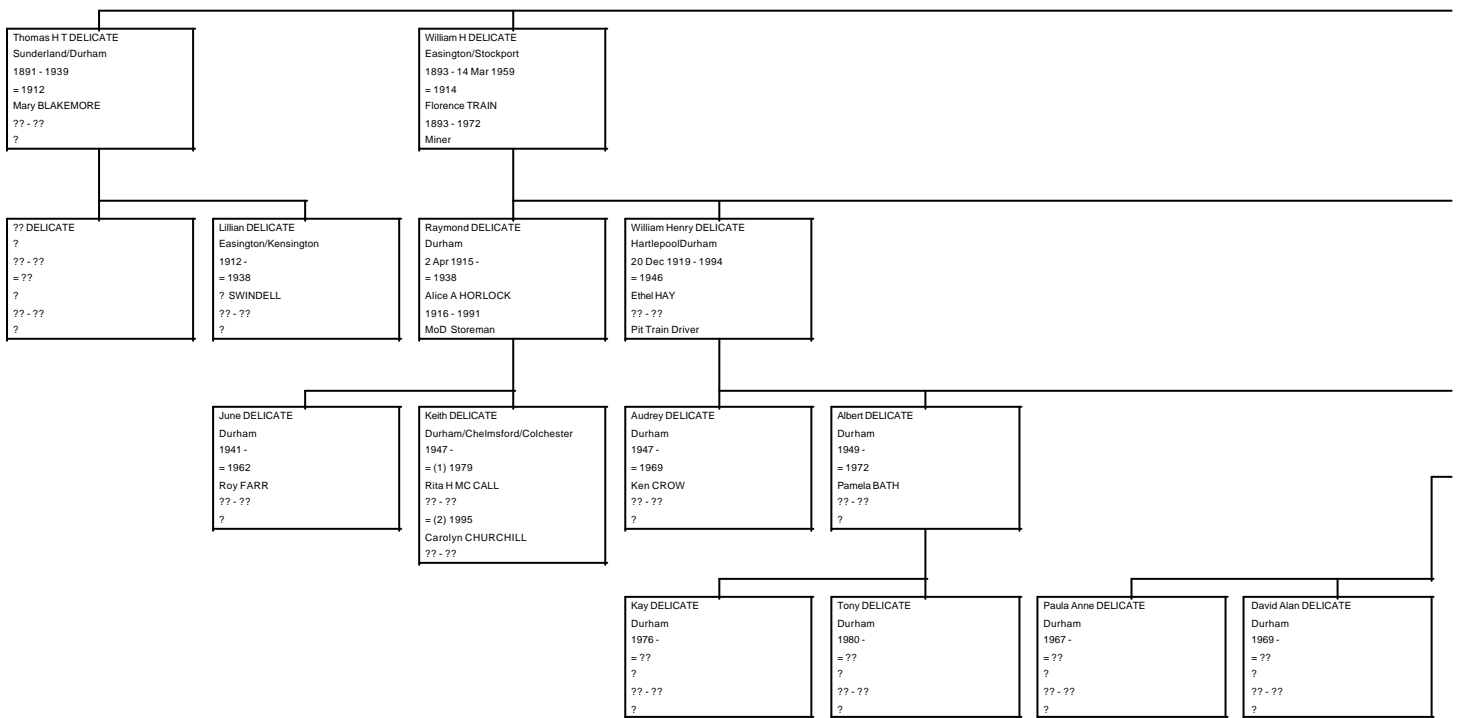 Thomas H T DELICATE
Sunderland/Durham
1891 - 1939
= 1912
Mary BLAKEMORE
?? - ??
?
William H DELICATE
Easington/Stockport
1893 - 14 Mar 1959
= 1914
Florence TRAIN
1893 - 1972
Miner
?? DELICATE
?
?? - ??
= ??
?
?? - ??
?
Lillian DELICATE
Easington/Kensington
1912 -
= 1938
? SWINDELL
?? - ??
?
Raymond DELICATE
Durham
2 Apr 1915 -
= 1938
Alice A HORLOCK
1916 - 1991
MoD Storeman
William Henry DELICATE
HartlepoolDurham
20 Dec 1919 - 1994
= 1946
Ethel HAY
?? - ??
Pit Train Driver
June DELICATE
Durham
1941 -
= 1962
Roy FARR
?? - ??
?
Keith DELICATE
Durham/Chelmsford/Colchester
1947 -
= (1) 1979
Rita H MC CALL
?? - ??
= (2) 1995
Carolyn CHURCHILL
?? - ??
Audrey DELICATE
Durham
1947 -
= 1969
Ken CROW
?? - ??
?
Albert DELICATE
Durham
1949 -
= 1972
Pamela BATH
?? - ??
?
Kay DELICATE
Durham
1976 -
= ??
?
?? - ??
?
Tony DELICATE
Durham
1980 -
= ??
?
?? - ??
?
Paula Anne DELICATE
Durham
1967 -
= ??
?
?? - ??
?
David Alan DELICATE
Durham
1969 -
= ??
?
?? - ??
?